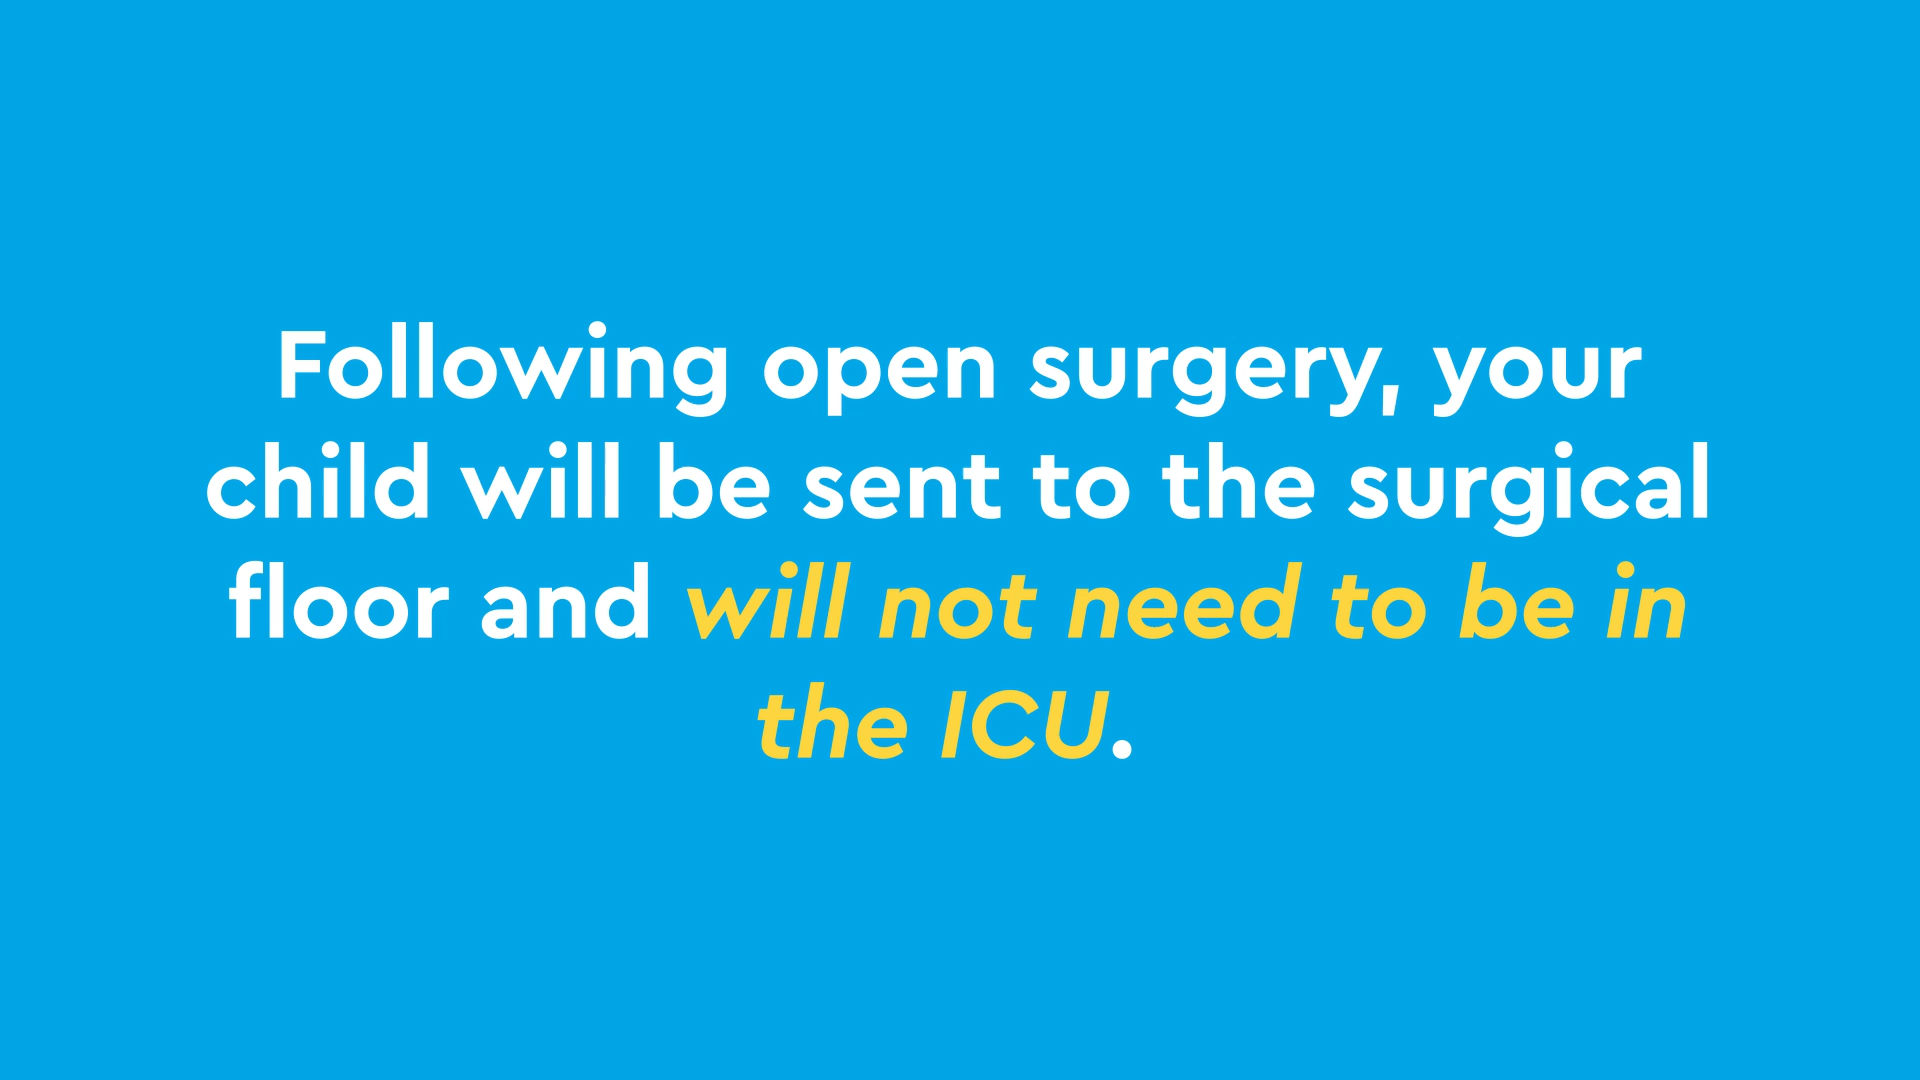 Following open surgery, your
child will be sent to the surgical
floor and will not need to be in
the ICU.